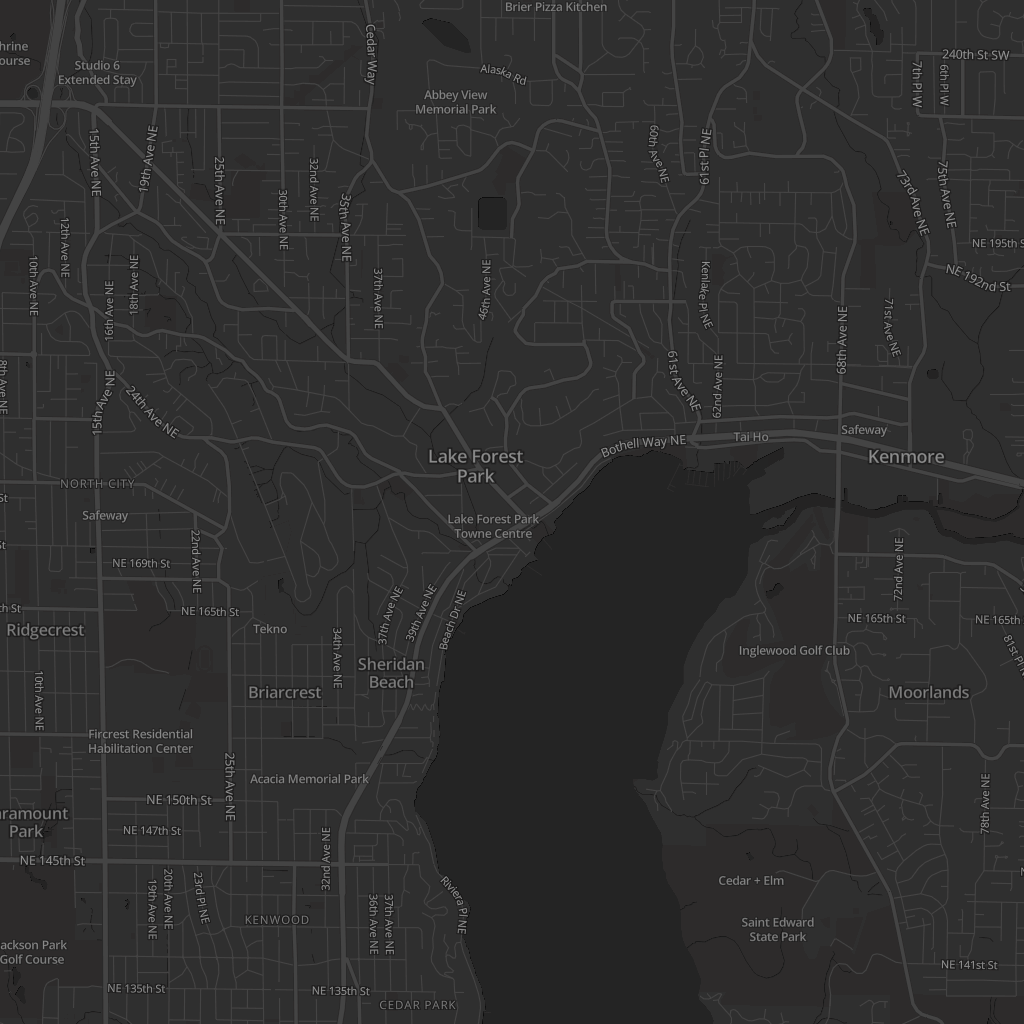 Brier Pizza Kitchen
hrine
ourse
Studio 6
Extended Stay
Cedar Way
Alaska Rd
240th St SW
7th Pl W
6th Pl W
Abbey View
Memorial Park
15th Ave NE
19th Ave NE
25th Ave NE
32nd Ave NE
30th Ave NE
35th Ave NE
60th Ave NE
61st Pl NE
73rd Ave NE
75th Ave NE
12th Ave NE
10th Ave NE
18th Ave NE
16th Ave NE
37th Ave NE
46th Ave NE
Kenlake Pl NE
NE 195th S
NE 192nd St
68th Ave NE
71st Ave NE
8th Ave NE
15th Ave NE
24th Ave NE
61st Ave NE
62nd Ave NE
Bothell Way NE
Tai Ho
Safeway
Kenmore
Lake Forest
Park
NORTH CITY
St
Safeway
Lake Forest Park
Towne Centre
22nd Ave NE
St
NE 169th St
72nd Ave NE
th St
NE 165th St
37th Ave NE
39th Ave NE
Beach Dr NE
NE 165th St
NE 165th
Ridgecrest
Tekno
34th Ave NE
Inglewood Golf Club
81st Pl N
Sheridan
Beach
10th Ave NE
Briarcrest
Moorlands
Fircrest Residential
Habilitation Center
25th Ave NE
Acacia Memorial Park
NE 150th St
78th Ave NE
aramount
Park
NE 147th St
32nd Ave NE
NE 145th St
Cedar + Elm
19th Ave NE
20th Ave NE
23rd Pl NE
36th Ave NE
37th Ave NE
Riviera Pl NE
KENWOOD
Saint Edward
State Park
ackson Park
Golf Course
NE 141st St
NE 135th St
NE 135th St
CEDAR PARK